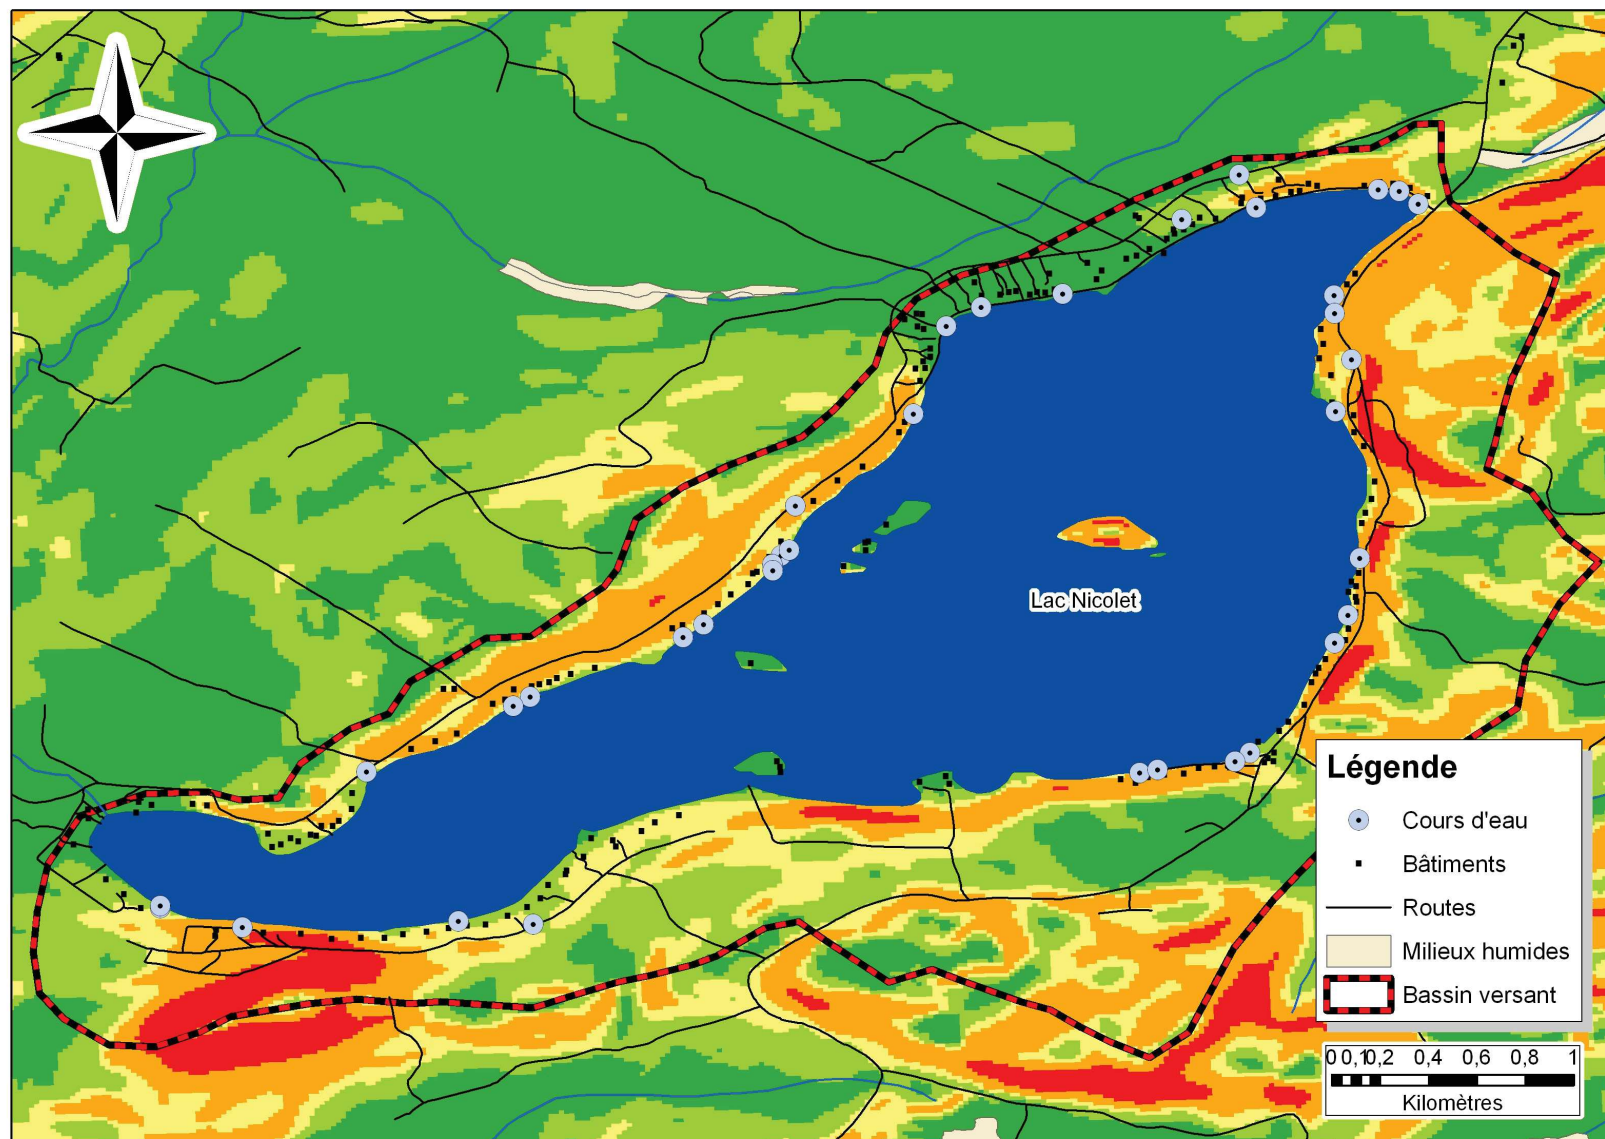 Lac Nicolet
Légende
Cours d'eau
Bâtiments
Routes
Milieux humides
Bassin versant
0 0,1 0,2 0,4 0,6 0,8 1
Kilomètres